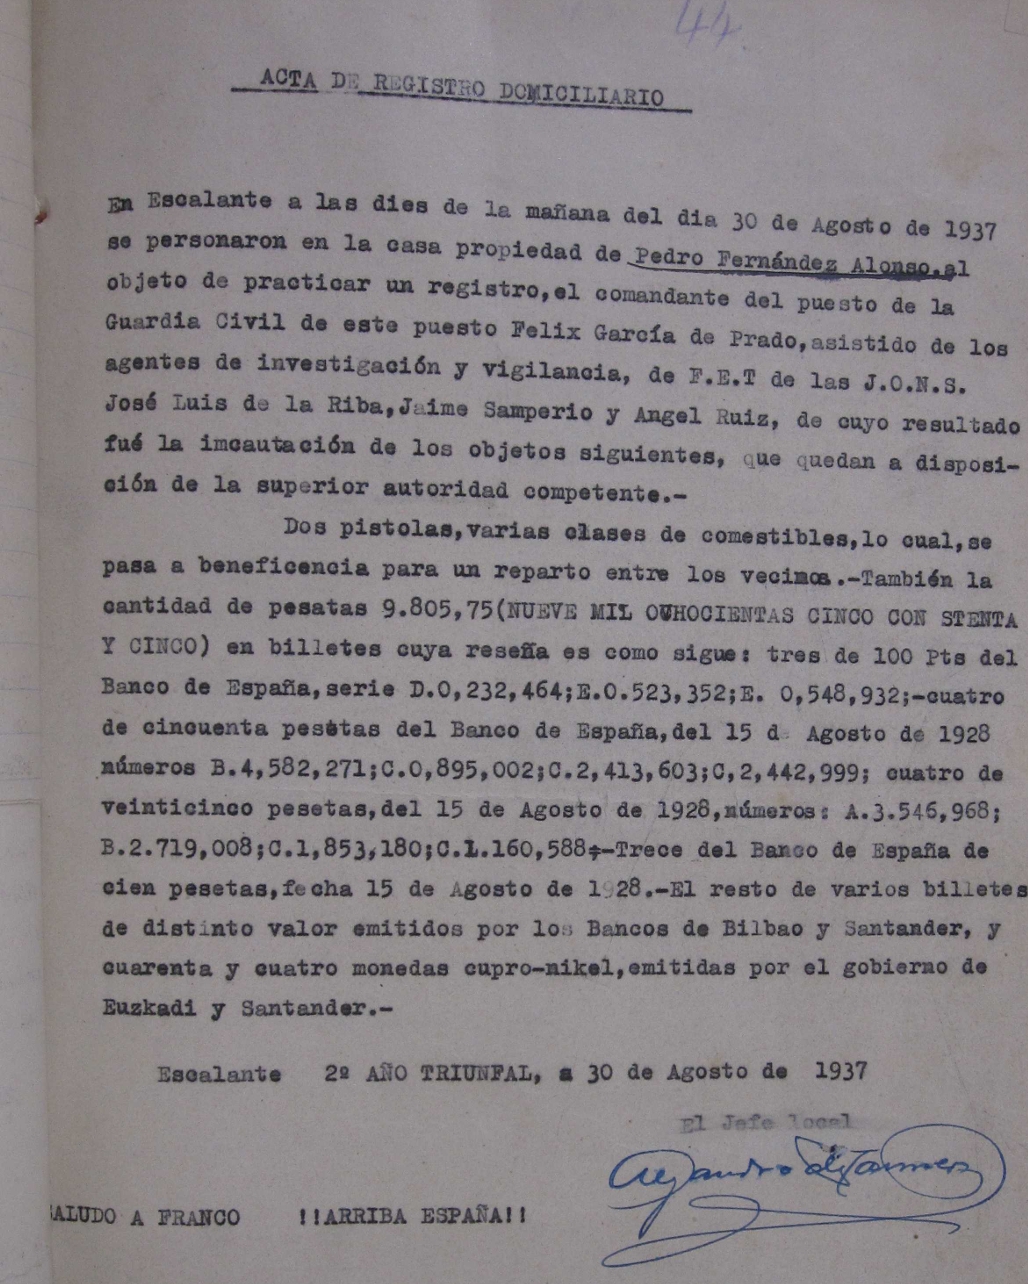 44
ACTA DE REGISTRO DOMICILIARIO
En Escalante a las dies de la mañana del dia 30 de Agosto de 1937
se personaron en la casa propiedad de Pedro Fernández Alonso.al
objeto de practicar un registro,el comandante del puesto de la
Guardia Civil de este puesto Felix García de Prado,asistido de los
agentes de investigación y vigilancia, de F.E.T de las J.O.N.S.
José Luis de la Riba,Jaime Samperio y Angel Ruiz, de cuyo resultado
fué la imcautación de los objetos siguientes, que quedan a disposi-
ción de la superior autoridad competente.-
Dos pistolas,varias clases de comestibles,lo cual,se
pasa a beneficencia para un reparto entre los vecinos.-También la
cantidad de pesatas 9.805,75(NUEVE MIL OCHOCIENTAS CINCO CON STENTA
Y CINCO) en billetes cuya reseña es como sigue: tres de 100 Pts del
Banco de España,serie D.0,232,464;E.0.523,352;E. 0,548,932;-cuatro
de cincuenta pesetas del Banco de España,del 15 de Agosto de 1928
números B.4,582,271;C.0,895,002;C.2,413,603;C,2,442,999; cuatro de
veinticinco pesetas,del 15 de Agosto de 1928,números: A.3.546,968;
B.2.719,008;C.1,853,180;C.1.160,588;-Trece del Banco de España de
cien pesetas,fecha 15 de Agosto de 1928.-El resto de varios billetes
de distinto valor emitidos por los Bancos de Bilbao y Santander, y
cuarenta y cuatro monedas cupro-nikel,emitidas por el gobierno de
Euzkadi y Santander.-
Escalante 2º AÑO TRIUNFAL, a 30 de Agosto de 1937
El Jefe local
SALUDO A FRANCO !!ARRIBA ESPAÑA!!